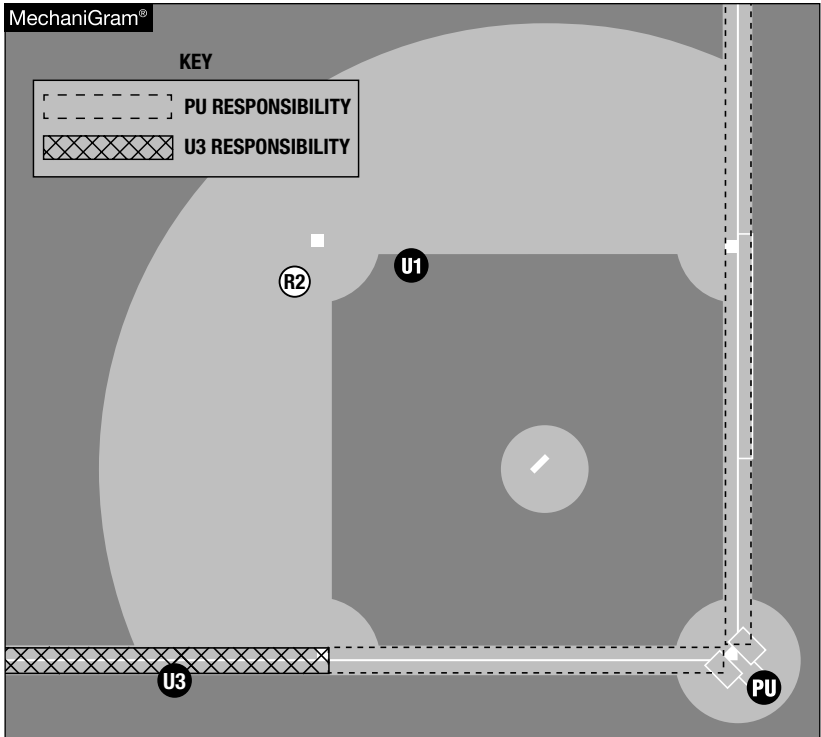 MechaniGram®
KEY
PU RESPONSIBILITY
U3 RESPONSIBILITY
R2
U1
U3
PU